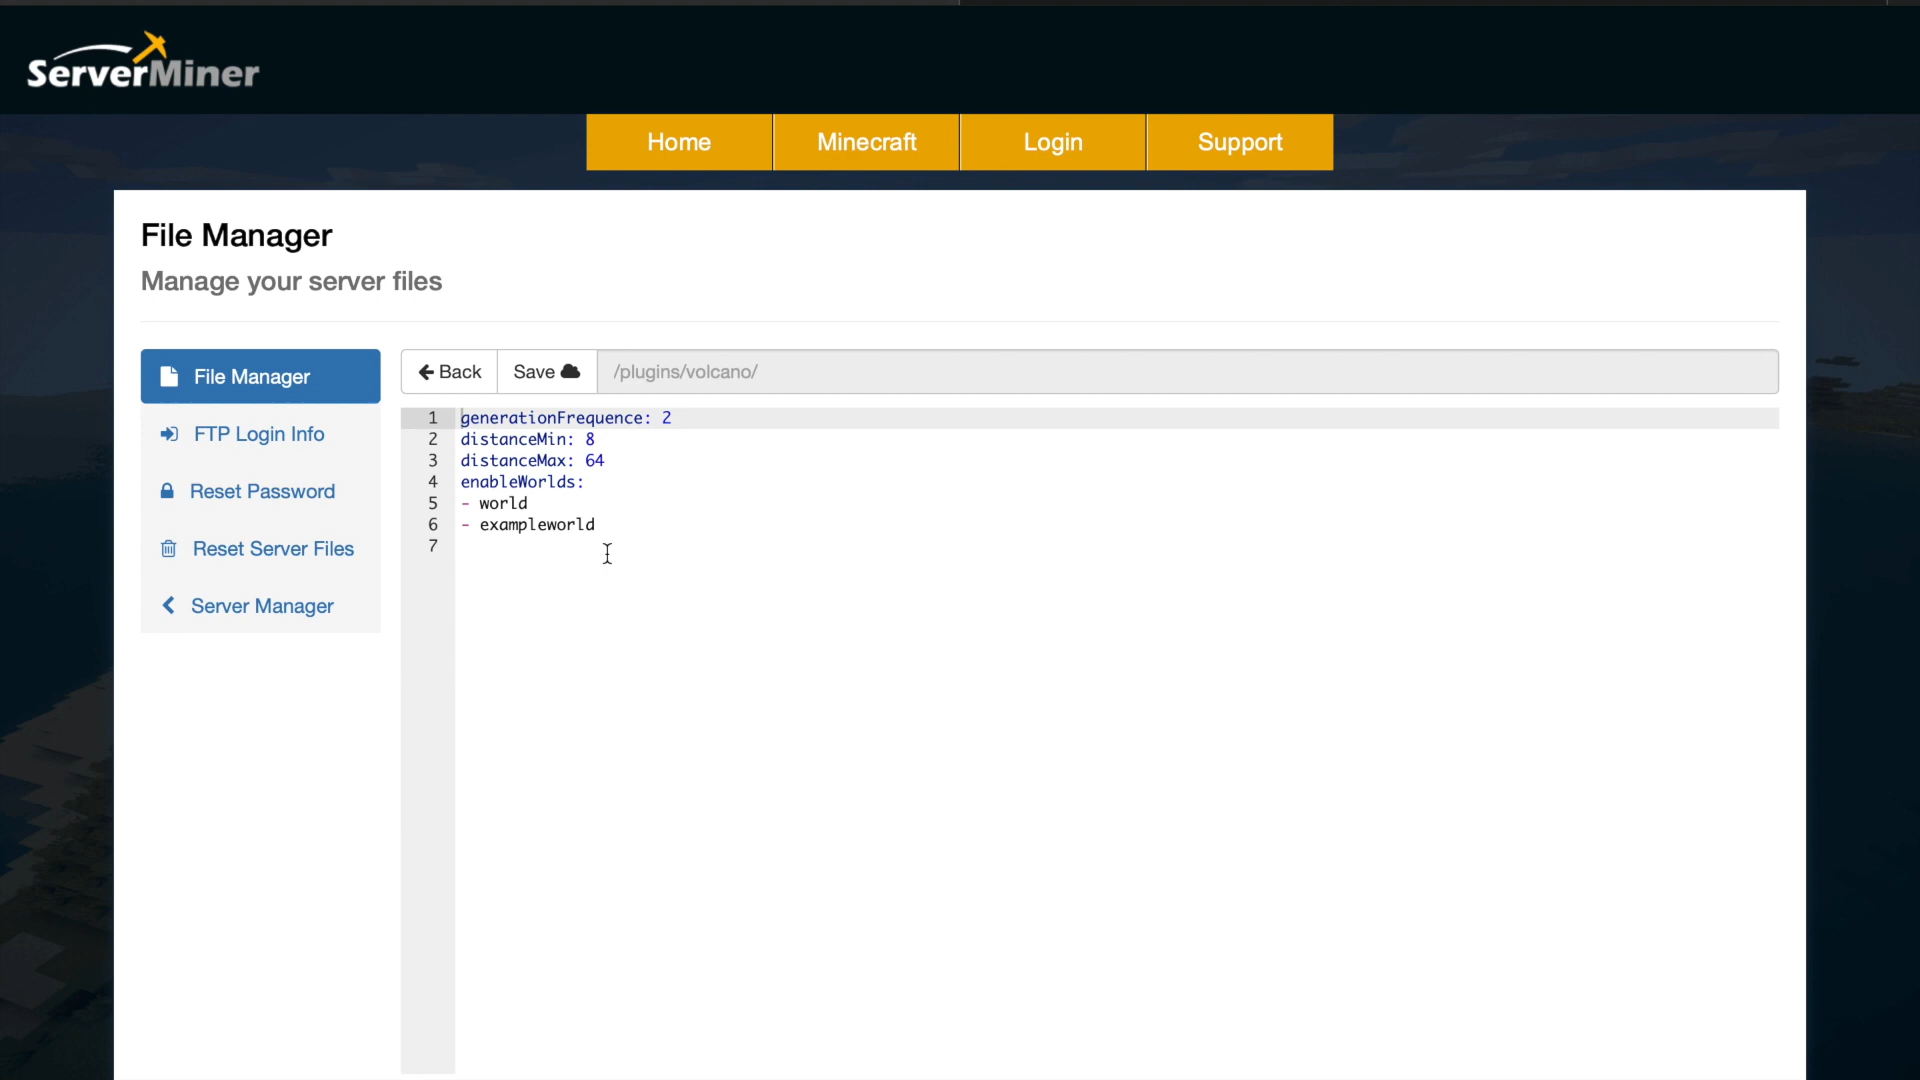 ServerMiner
Home
Minecraft
Login
Support
File Manager
Manage your server files
File Manager
FTP Login Info
Reset Password
Reset Server Files
Server Manager
Back
Save
/plugins/volcano/
1 generationFrequence: 2
2 distanceMin: 8
3 distanceMax: 64
4 enableWorlds:
5 - world
6 - exampleworld
7